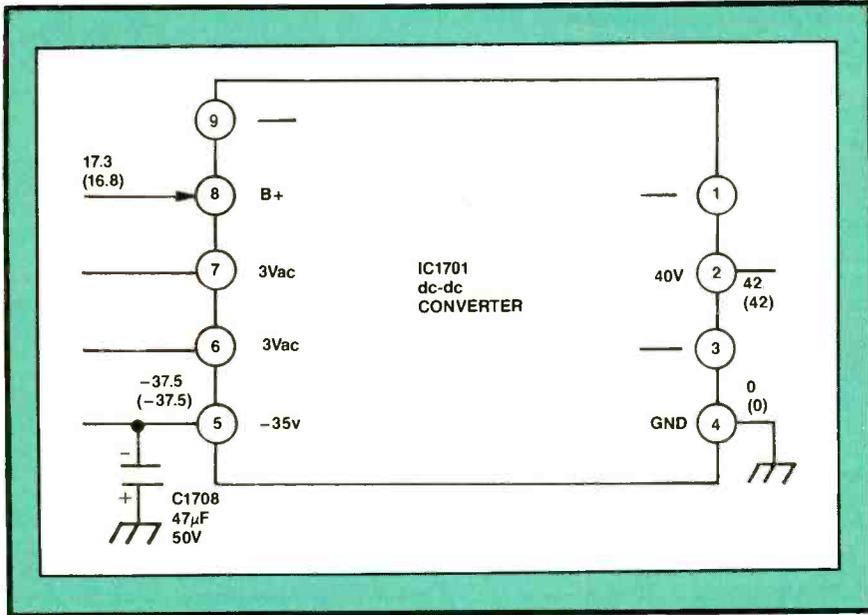 9 —
17.3
(16.8)
8 B+
— 1
7 3Vac
IC1701
dc-dc
CONVERTER
40V 2 42
(42)
6 3Vac
— 3
-37.5
(-37.5)
5 -35v
0
(0)
GND 4
-
+
C1708
47µF
50V